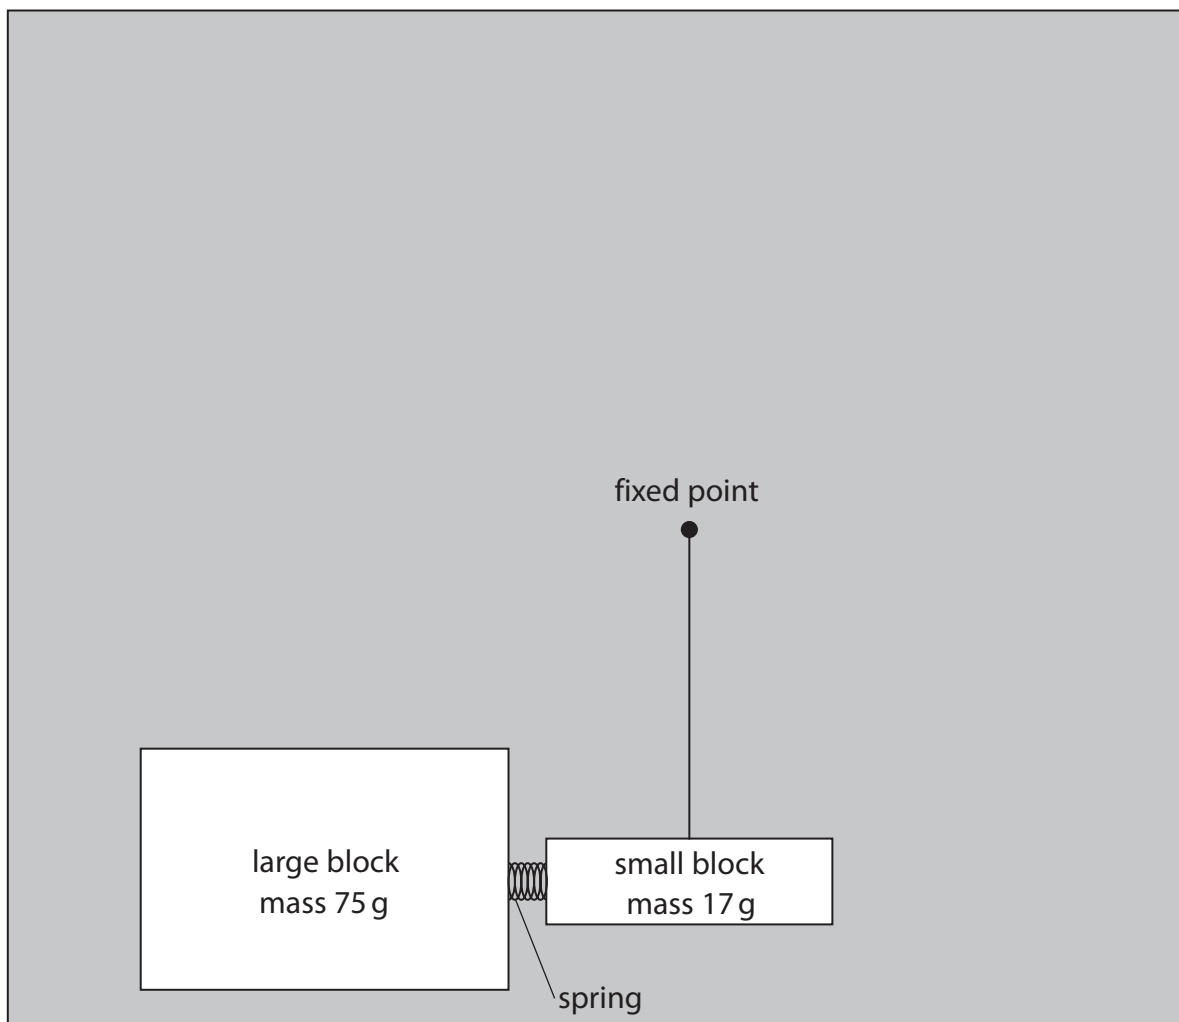 fixed point
large block
mass 75 g
small block
mass 17 g
spring